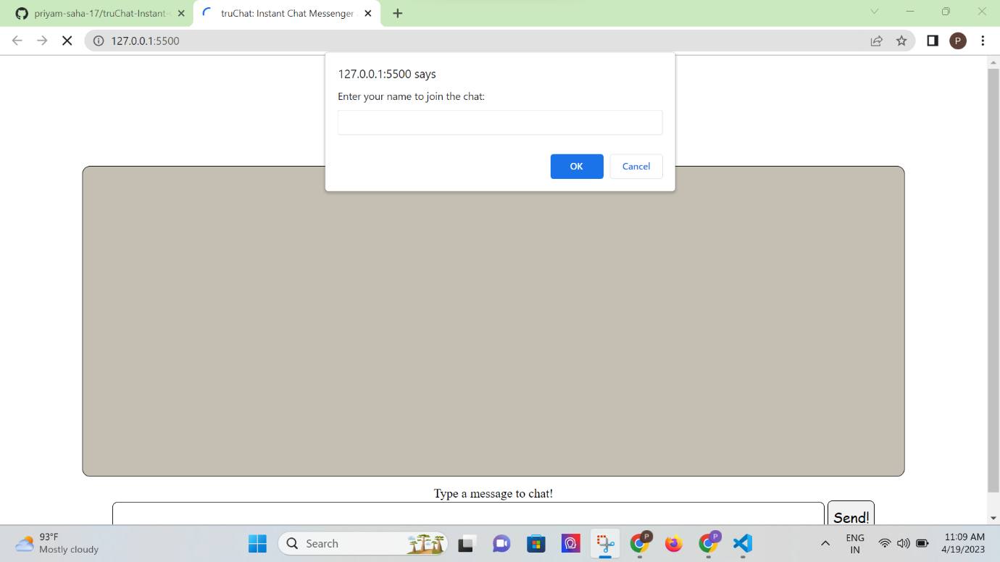 priyam-saha-17/truChat-Instant-
truChat: Instant Chat Messenger
127.0.0.1:5500
127.0.0.1:5500 says
Enter your name to join the chat:
OK
Cancel
Type a message to chat!
Send!
93°F
Mostly cloudy
Search
ENG
IN
11:09 AM
4/19/2023
P
P
P